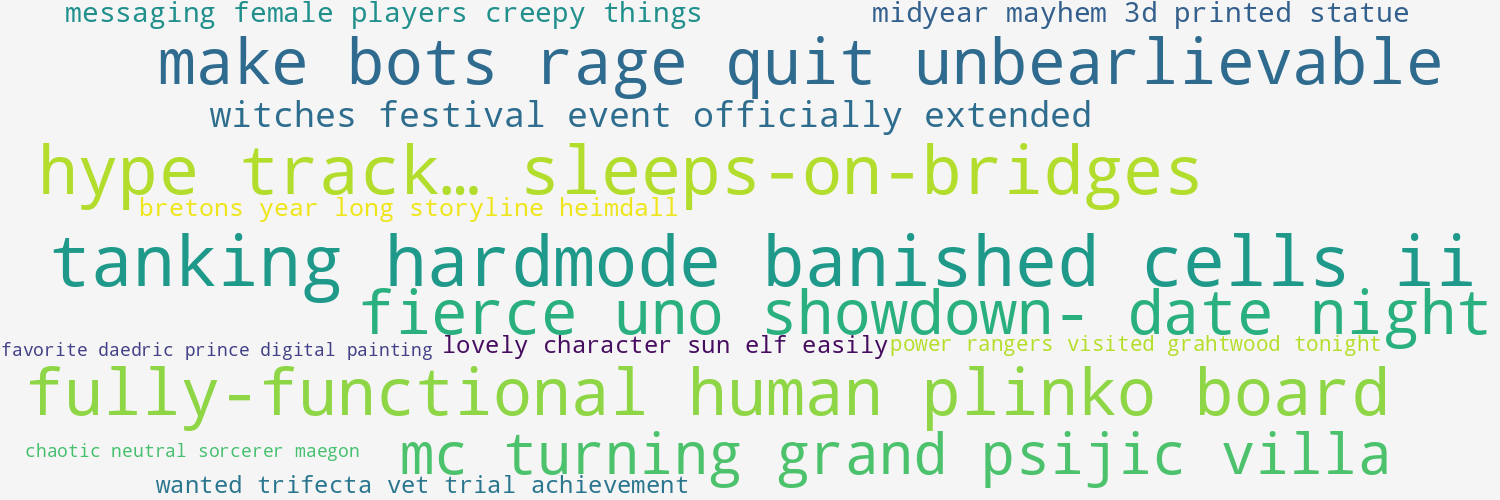 messaging female players creepy things
midyear mayhem 3d printed statue
make bots rage quit unbearlievable
witches festival event officially extended
hype track… sleeps-on-bridges
bretons year long storyline heimdall
tanking hardmode banished cells ii
fierce uno showdown- date night
favorite daedric prince digital painting
lovely character sun elf easily
power rangers visited grahtwood tonight
fully-functional human plinko board
mc turning grand psijic villa
chaotic neutral sorcerer maegon
wanted trifecta vet trial achievement